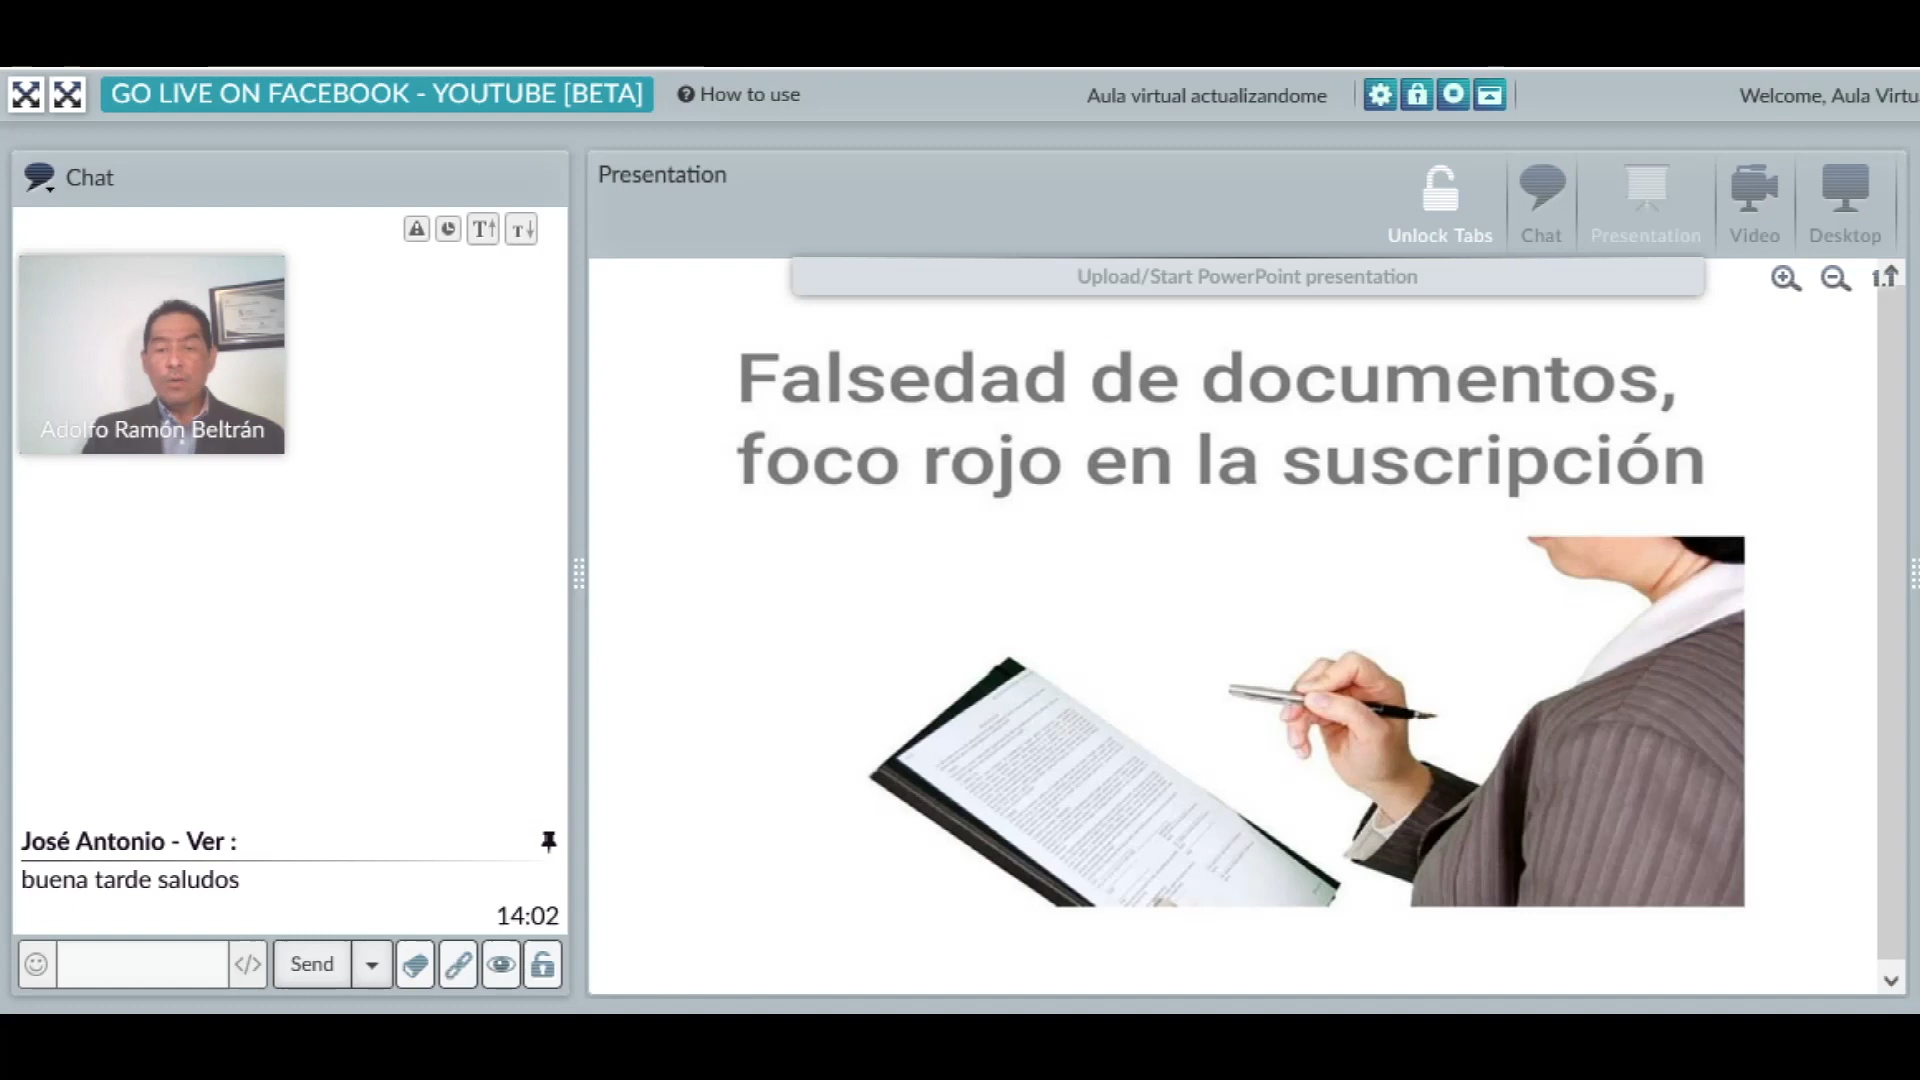 GO LIVE ON FACEBOOK - YOUTUBE [BETA]
How to use
Aula virtual actualizandome
Welcome, Aula Virtu
Chat
Adolfo Ramón Beltrán
José Antonio - Ver :
buena tarde saludos
14:02
Send
Presentation
Unlock Tabs
Chat
Presentation
Video
Desktop
Upload/Start PowerPoint presentation
Falsedad de documentos,
foco rojo en la suscripción